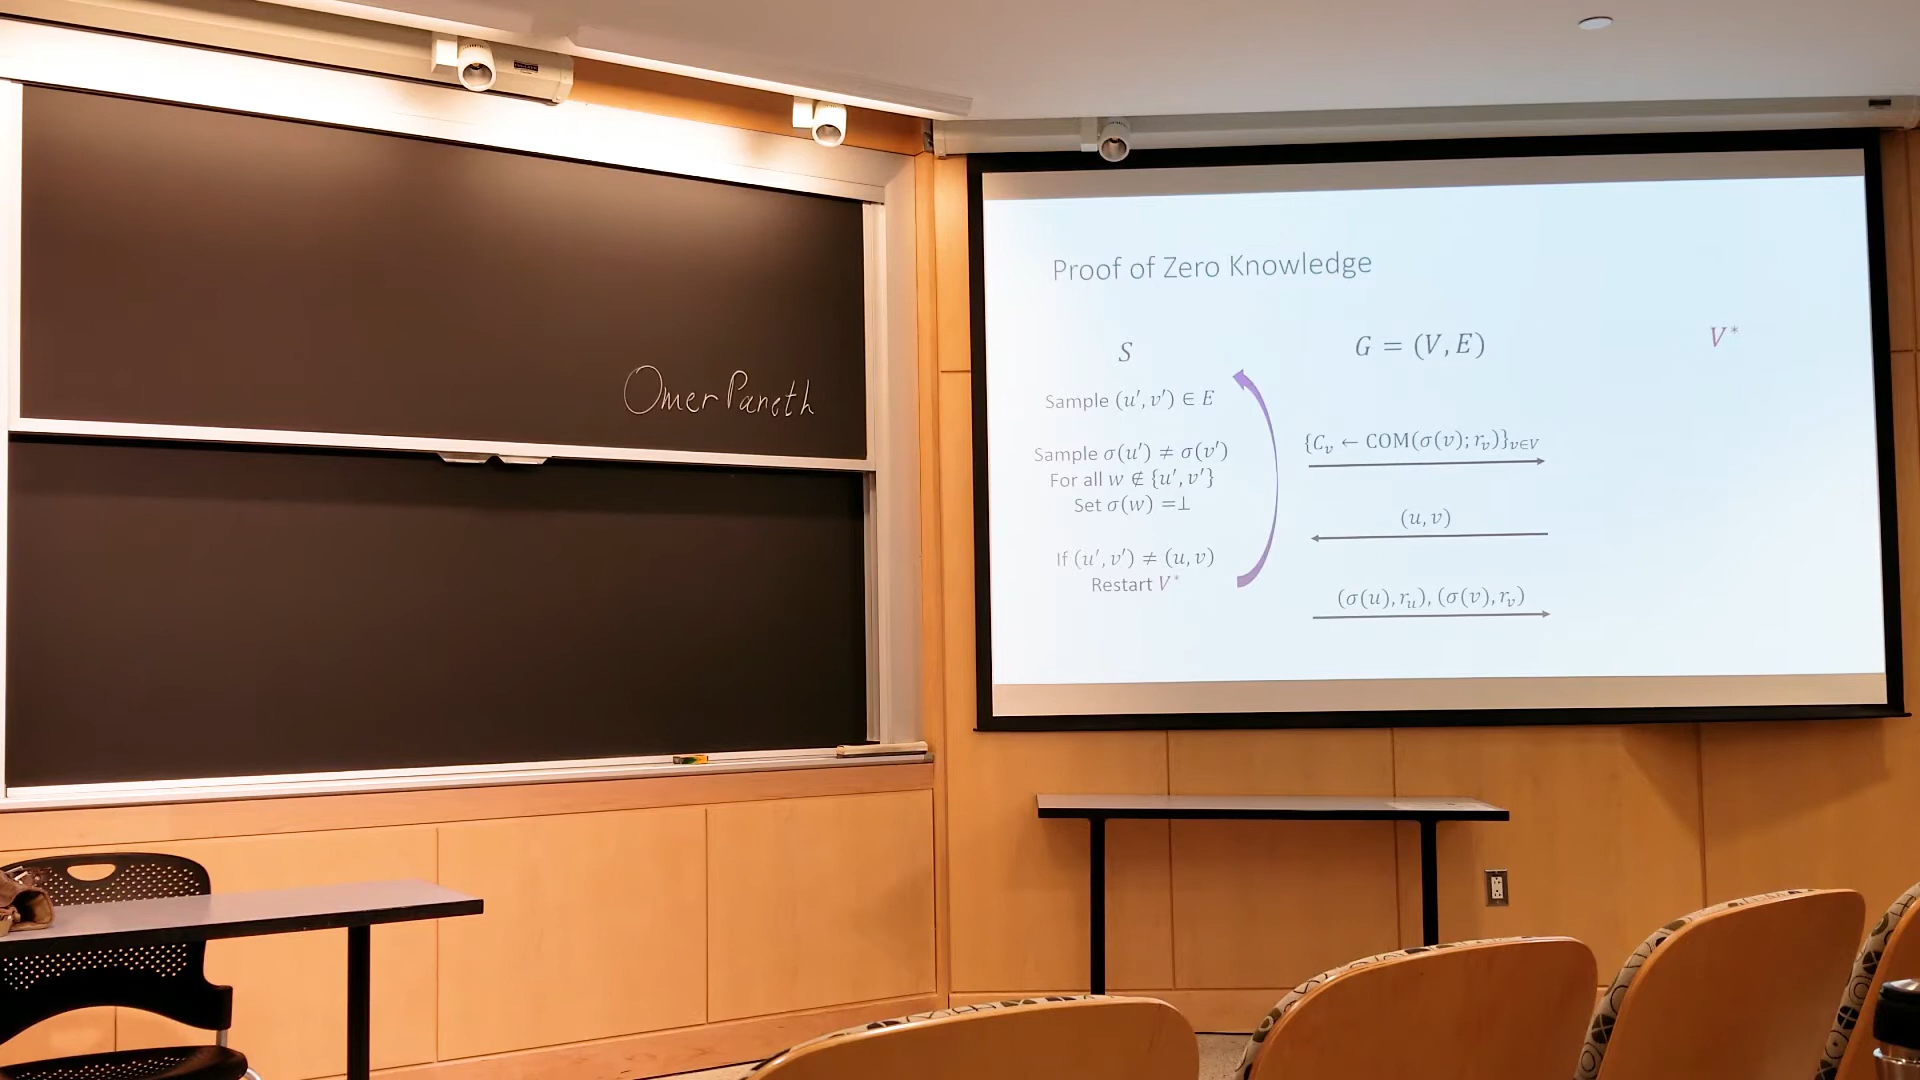 Omer Paneth
Proof of Zero Knowledge
S
G = (V, E)
V*
Sample (u′, v′) ∈ E
Sample σ(u′) ≠ σ(v′)
For all w ∉ {u′, v′}
Set σ(w) =⊥
If (u′, v′) ≠ (u, v)
Restart V*
{C_v ← COM(σ(v); r_v)}_{v∈V}
(u, v)
(σ(u), r_u), (σ(v), r_v)